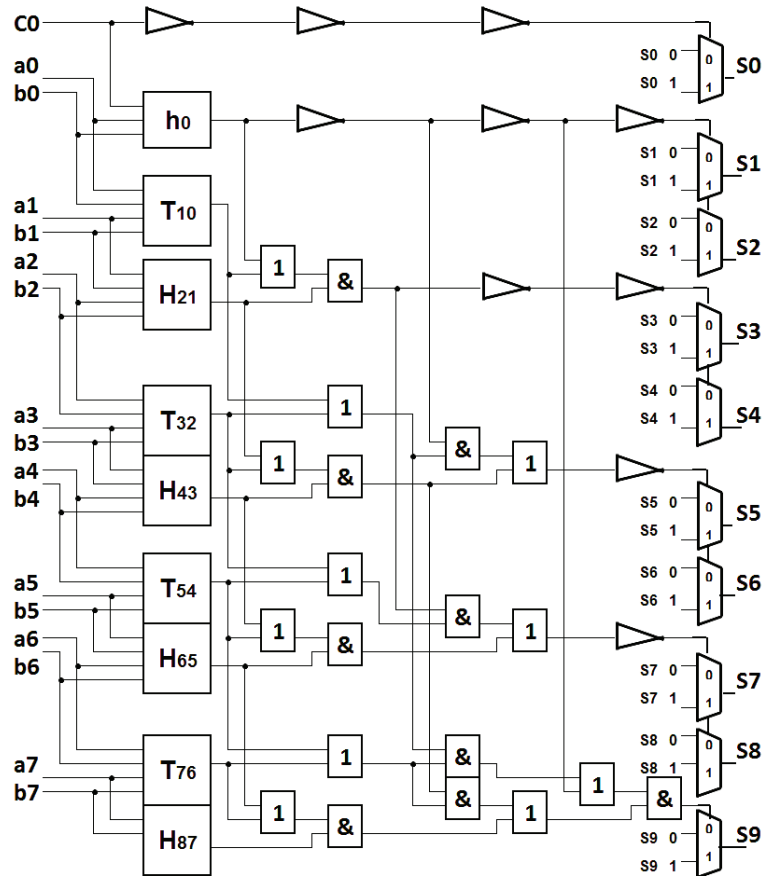 C0
S0 0 0 S0
S0 1 1
a0
b0
h0
S1 0 0 S1
S1 1 1
T10
a1
b1
S2 0 0 S2
S2 1 1
a2
b2
H21
1 &
S3 0 0 S3
S3 1 1
T32 1
S4 0 0 S4
S4 1 1
a3
b3
1 & & 1
a4
b4
H43
S5 0 0 S5
S5 1 1
T54 1
S6 0 0 S6
S6 1 1
a5
b5
1 & & 1
a6
b6
H65
S7 0 0 S7
S7 1 1
T76 1 &
S8 0 0 S8
S8 1 1
a7
b7
1 &
& 1
H87 1 &
S9 0 0 S9
S9 1 1